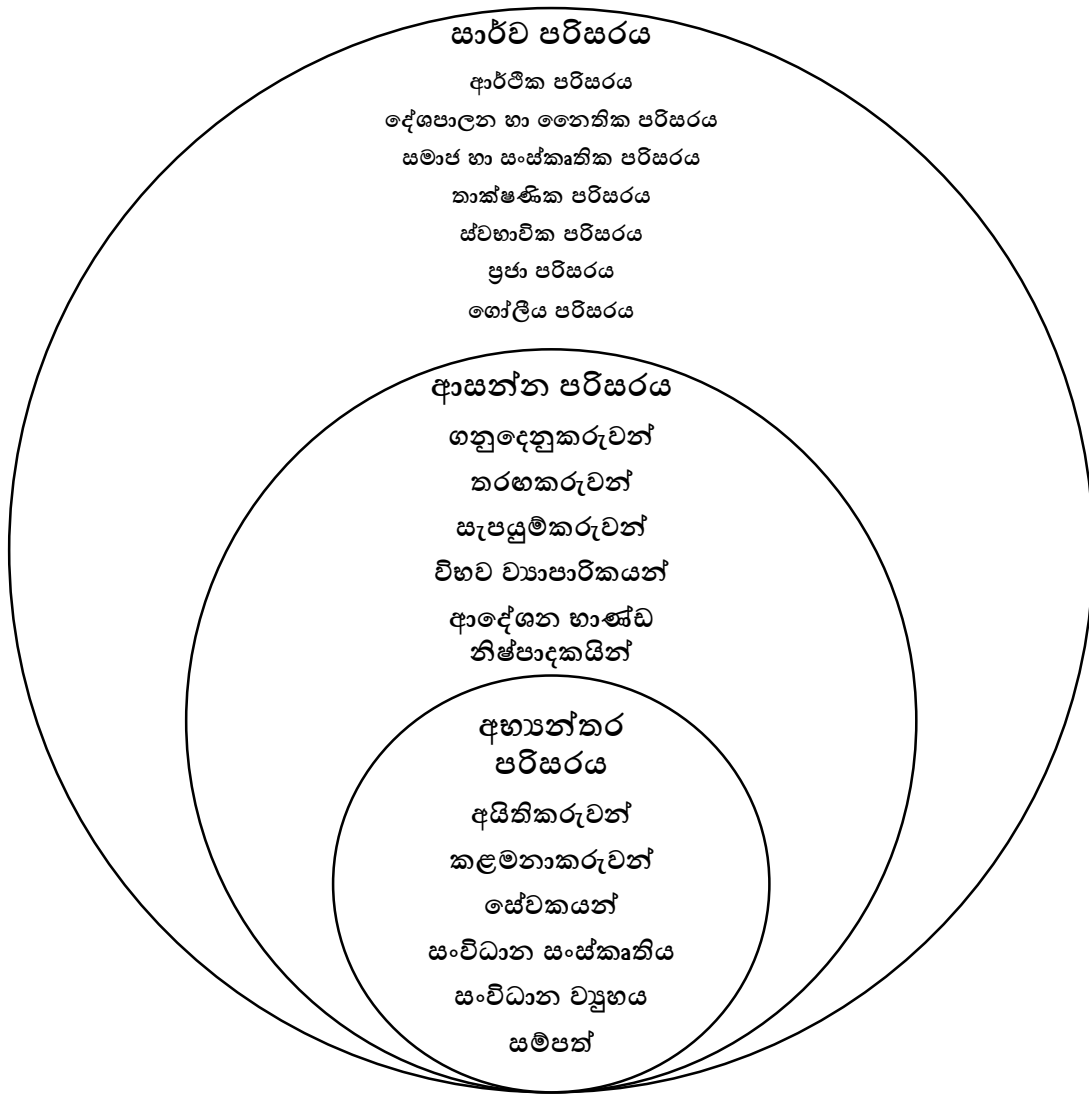 සාර්ව පරිසරය
ආර්ථික පරිසරය
දේශපාලන හා නෛතික පරිසරය
සමාජ හා සංස්කෘතික පරිසරය
තාක්ෂණික පරිසරය
ස්වභාවික පරිසරය
ප්‍රජා පරිසරය
ගෝලීය පරිසරය
ආසන්න පරිසරය
ගනුදෙනුකරුවන්
තරඟකරුවන්
සැපයුම්කරුවන්
විභව ව්‍යාපාරිකයන්
ආදේශන භාණ්ඩ
නිෂ්පාදකයින්
අභ්‍යන්තර
පරිසරය
අයිතිකරුවන්
කළමනාකරුවන්
සේවකයන්
සංවිධාන සංස්කෘතිය
සංවිධාන ව්‍යුහය
සම්පත්